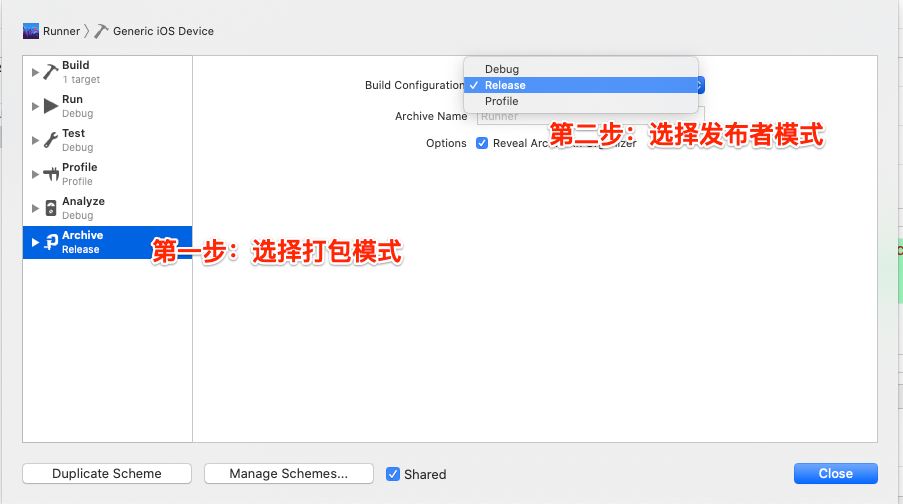 Runner
Generic iOS Device
Build
1 target
Run
Debug
Test
Debug
Profile
Profile
Analyze
Debug
Archive
Release
第一步：选择打包模式
Build Configuration
Debug
Release
Profile
Archive Name
Runner
第二步：选择发布者模式
Options
Reveal Arc Organizer
Duplicate Scheme
Manage Schemes...
Shared
Close